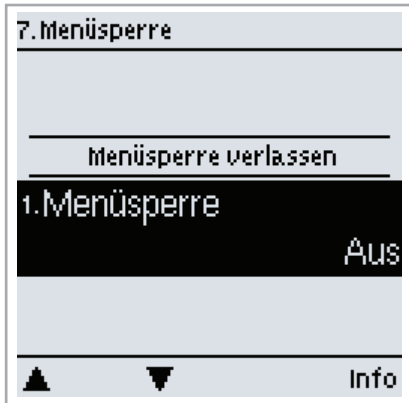 7.Menüsperre
Menüsperre verlassen
1.Menüsperre
Aus
▲ ▼ Info